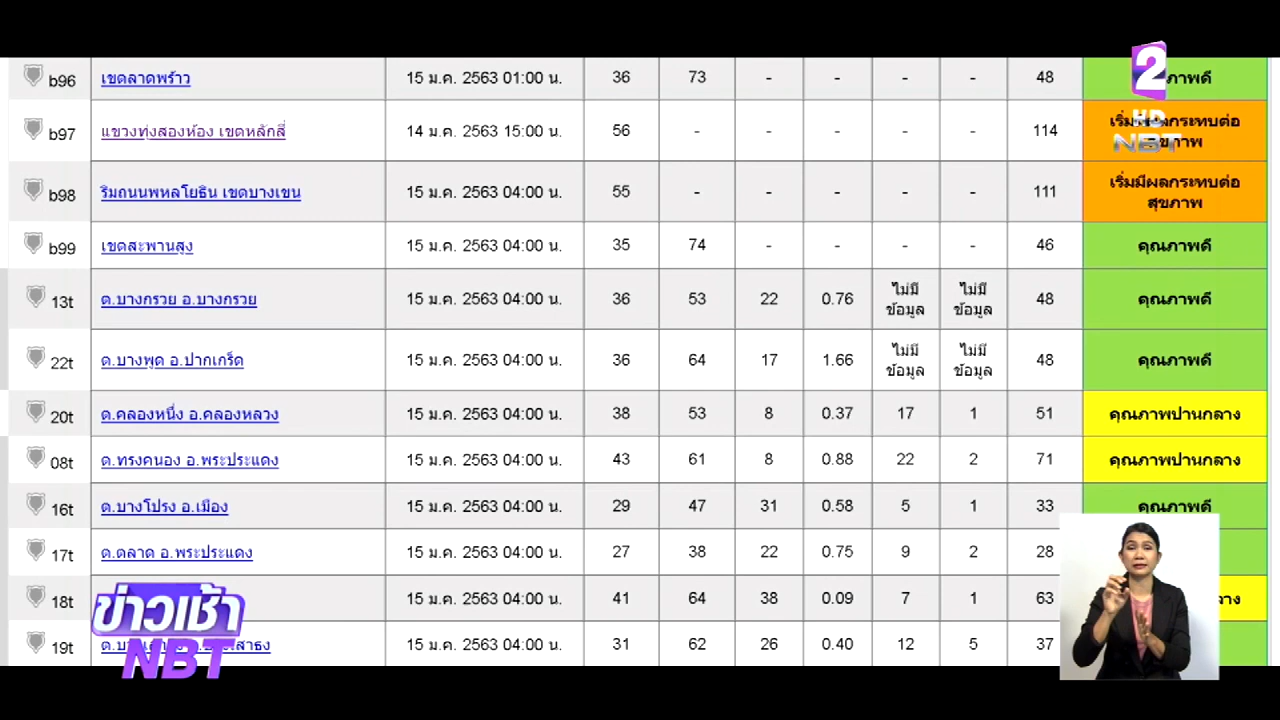 b96 เขตลาดพร้าว 15 ม.ค. 2563 01:00 น. 36 73 - - - - 48
b97 แขวงทุ่งสองห้อง เขตหลักสี่ 14 ม.ค. 2563 15:00 น. 56 - - - - - 114
b98 ริมถนนพหลโยธิน เขตบางเขน 15 ม.ค. 2563 04:00 น. 55 - - - - - 111 เริ่มมีผลกระทบต่อ
สุขภาพ
b99 เขตสะพานสูง 15 ม.ค. 2563 04:00 น. 35 74 - - - - 46 คุณภาพดี
13t ต.บางกรวย อ.บางกรวย 15 ม.ค. 2563 04:00 น. 36 53 22 0.76 ไม่มี ไม่มี 48 คุณภาพดี
ข้อมูล ข้อมูล
22t ต.บางพูด อ.ปากเกร็ด 15 ม.ค. 2563 04:00 น. 36 64 17 1.66 ไม่มี ไม่มี 48 คุณภาพดี
ข้อมูล ข้อมูล
20t ต.คลองหนึ่ง อ.คลองหลวง 15 ม.ค. 2563 04:00 น. 38 53 8 0.37 17 1 51 คุณภาพปานกลาง
08t ต.ทรงคนอง อ.พระประแดง 15 ม.ค. 2563 04:00 น. 43 61 8 0.88 22 2 71 คุณภาพปานกลาง
16t ต.บางโปรง อ.เมือง 15 ม.ค. 2563 04:00 น. 29 47 31 0.58 5 1 33 คุณภาพดี
17t ต.ตลาด อ.พระประแดง 15 ม.ค. 2563 04:00 น. 27 38 22 0.75 9 2 28
18t 15 ม.ค. 2563 04:00 น. 41 64 38 0.09 7 1 63
19t 15 ม.ค. 2563 04:00 น. 31 62 26 0.40 12 5 37
2
HD
NBT
ข่าวเช้า
NBT